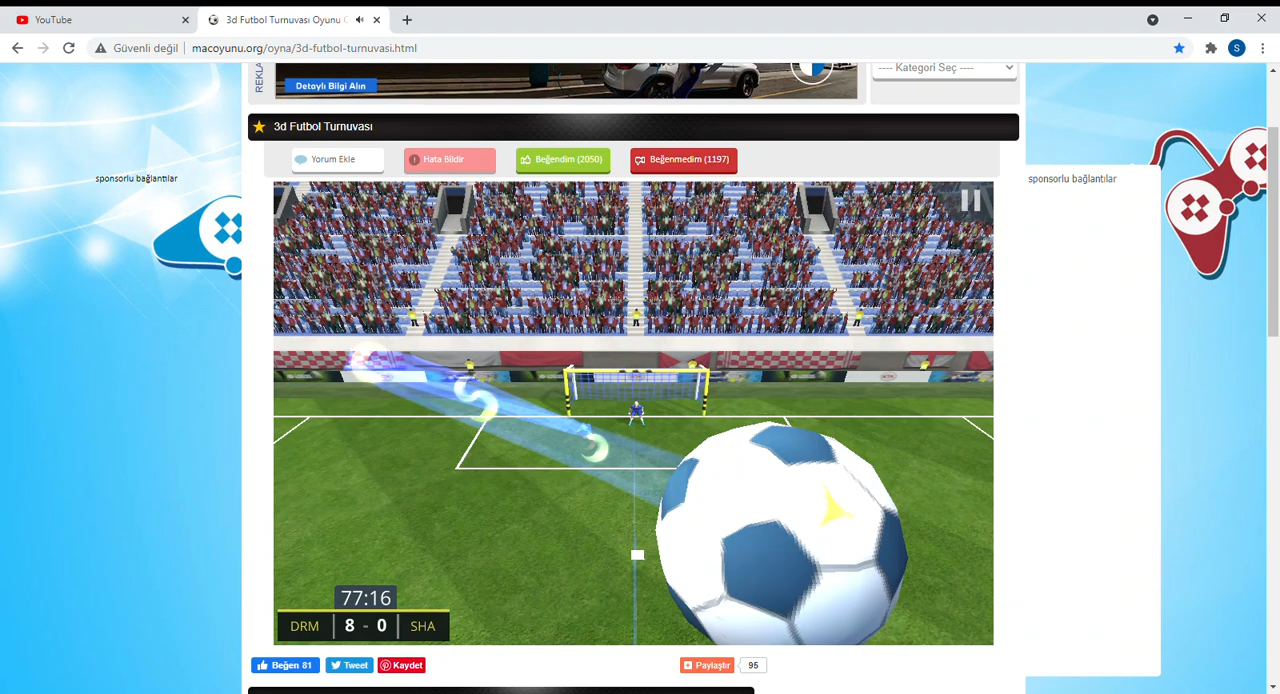 YouTube
3d Futbol Turnuvası Oyunu
Güvenli değil
macoyunu.org/oyna/3d-futbol-turnuvasi.html
S
REKL
Detaylı Bilgi Alın
---- Kategori Seç ----
3d Futbol Turnuvası
Yorum Ekle
Hata Bildir
Beğendim (2050)
Beğenmedim (1197)
sponsorlu bağlantılar
sponsorlu bağlantılar
77:16
DRM 8 - 0 SHA
Beğen 81
Tweet
Kaydet
Paylaştır
95